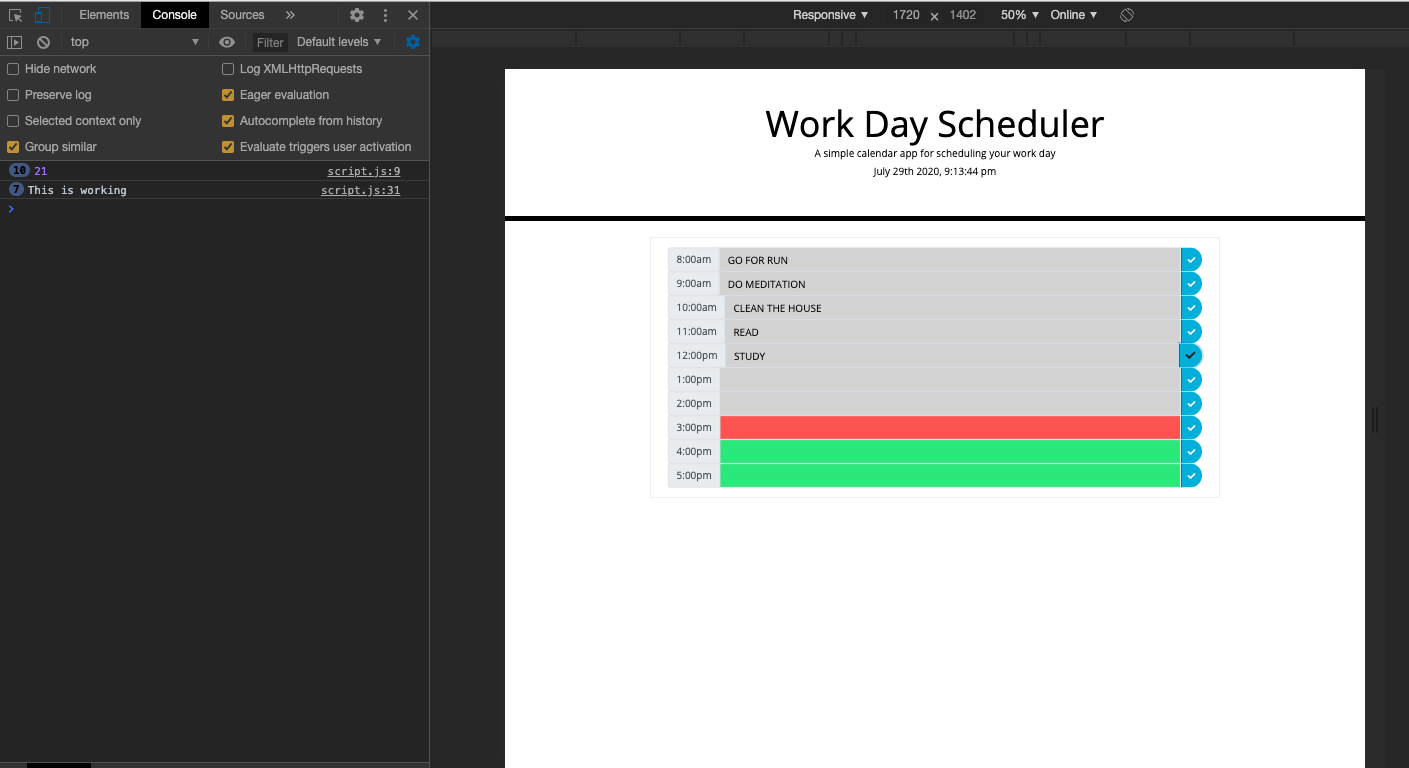 Elements Console Sources »
top Filter Default levels ▼
Hide network Log XMLHttpRequests
Preserve log Eager evaluation
Selected context only Autocomplete from history
Group similar Evaluate triggers user activation
10 21 script.js:9
7 This is working script.js:31
>
Responsive ▼ 1720 × 1402 50% ▼ Online ▼
Work Day Scheduler
A simple calendar app for scheduling your work day
July 29th 2020, 9:13:44 pm
8:00am GO FOR RUN
9:00am DO MEDITATION
10:00am CLEAN THE HOUSE
11:00am READ
12:00pm STUDY
1:00pm
2:00pm
3:00pm
4:00pm
5:00pm